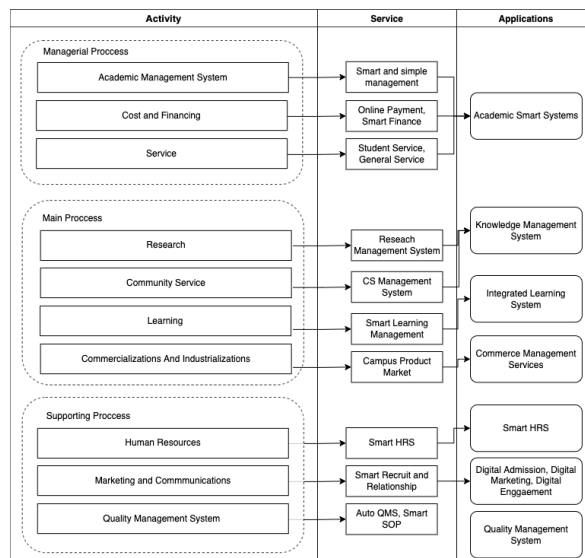 Activity
Service
Applications
Managerial Proccess
Academic Management System
Smart and simple
management
Cost and Financing
Online Payment,
Smart Finance
Academic Smart Systems
Service
Student Service,
General Service
Main Proccess
Research
Reseach
Management System
Knowledge Management
System
Community Service
CS Management
System
Learning
Smart Learning
Management
Integrated Learning
System
Commercializations And Industrializations
Campus Product
Market
Commerce Management
Services
Supporting Proccess
Human Resources
Smart HRS
Smart HRS
Marketing and Commmunications
Smart Recruit and
Relationship
Digital Admission, Digital
Marketing, Digital
Enggaement
Quality Management System
Auto QMS, Smart
SOP
Quality Management
System